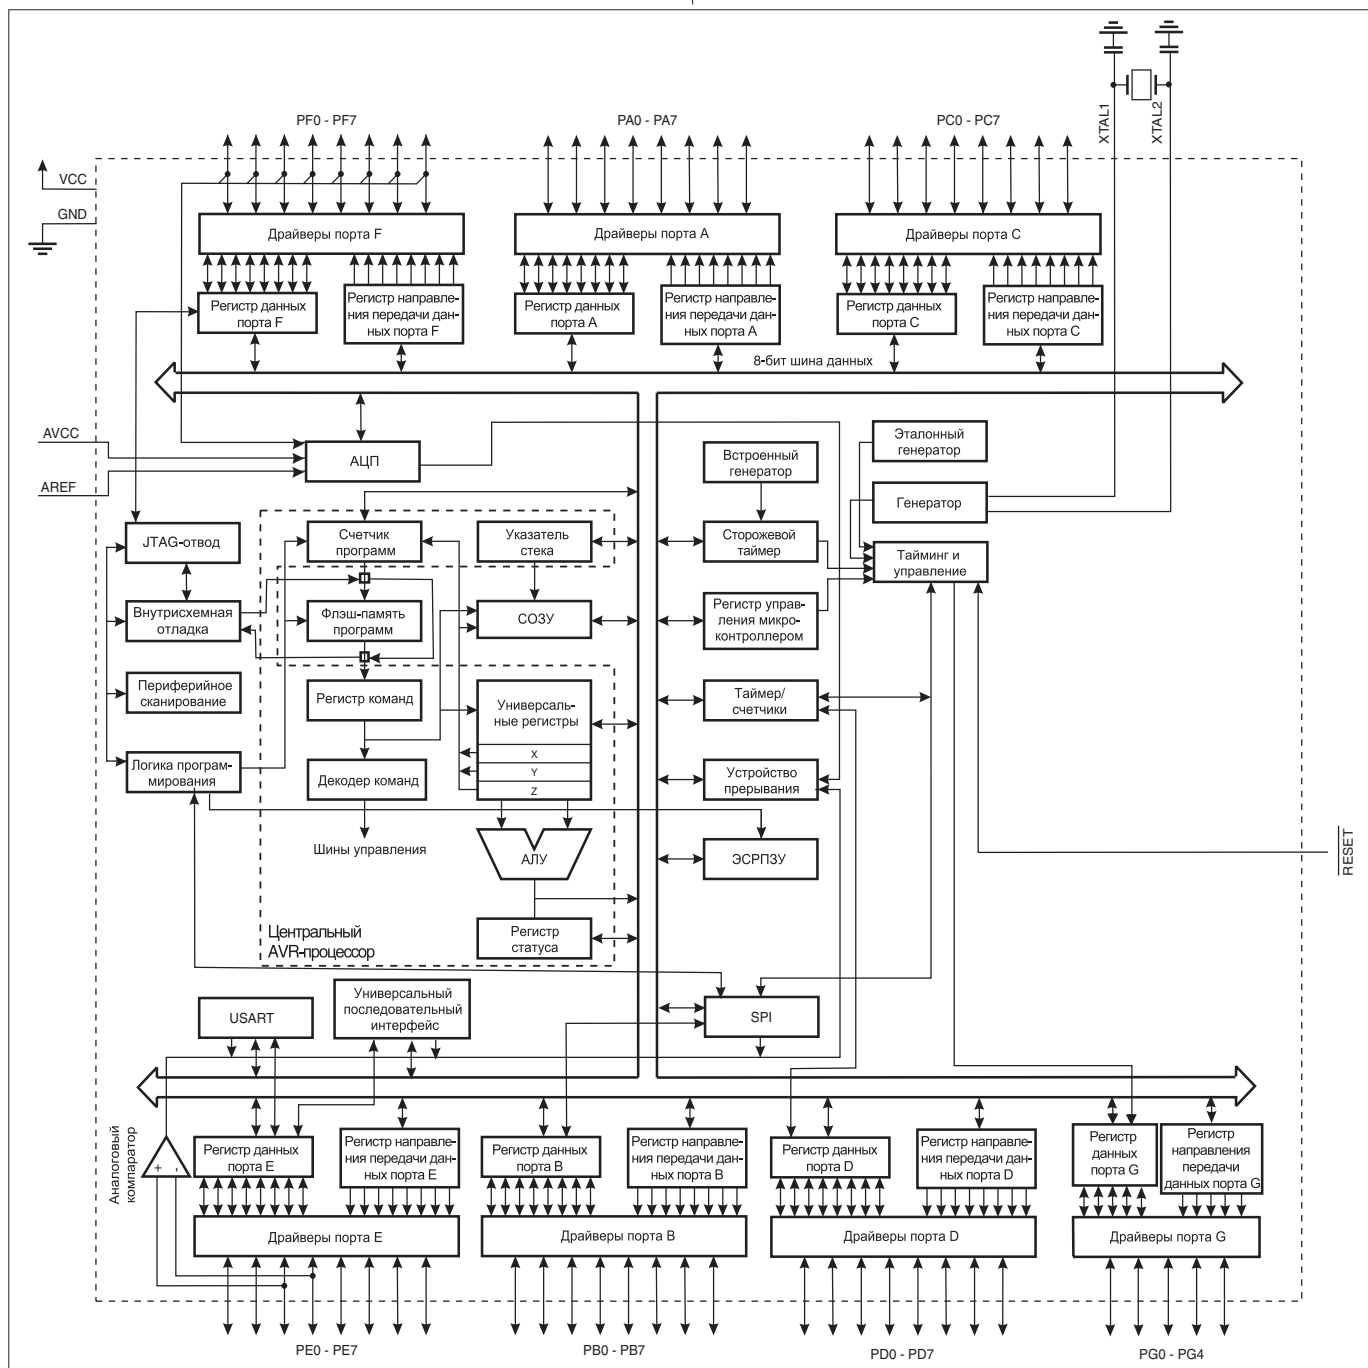 XTAL1
XTAL2
PF0 - PF7
PA0 - PA7
PC0 - PC7
VCC
GND
Драйверы порта F
Драйверы порта A
Драйверы порта C
Регистр данных
порта F
Регистр направле-
ния передачи дан-
ных порта F
Регистр данных
порта A
Регистр направле-
ния передачи дан-
ных порта A
Регистр данных
порта C
Регистр направле-
ния передачи дан-
ных порта C
8-бит шина данных
AVCC
AREF
АЦП
Встроенный
генератор
Эталонный
генератор
Генератор
JTAG-отвод
Счетчик
программ
Указатель
стека
Сторожевой
таймер
Тайминг и
управление
Внутрисхемная
отладка
Флэш-память
программ
СОЗУ
Регистр управ-
ления микро-
контроллером
Периферийное
сканирование
Регистр команд
Универсаль-
ные регистры
X
Y
Z
Таймер/
счетчики
Логика програм-
мирования
Декодер команд
Устройство
прерывания
Шины управления
АЛУ
ЭСРПЗУ
RESET
Центральный
AVR-процессор
Регистр
статуса
USART
Универсальный
последовательный
интерфейс
SPI
Аналоговый
компаратор
+ -
Регистр данных
порта E
Регистр направле-
ния передачи дан-
ных порта E
Регистр данных
порта B
Регистр направле-
ния передачи дан-
ных порта B
Регистр данных
порта D
Регистр направле-
ния передачи дан-
ных порта D
Регистр
данных
порта G
Регистр
направления
передачи
данных порта G
Драйверы порта E
Драйверы порта B
Драйверы порта D
Драйверы порта G
PE0 - PE7
PB0 - PB7
PD0 - PD7
PG0 - PG4